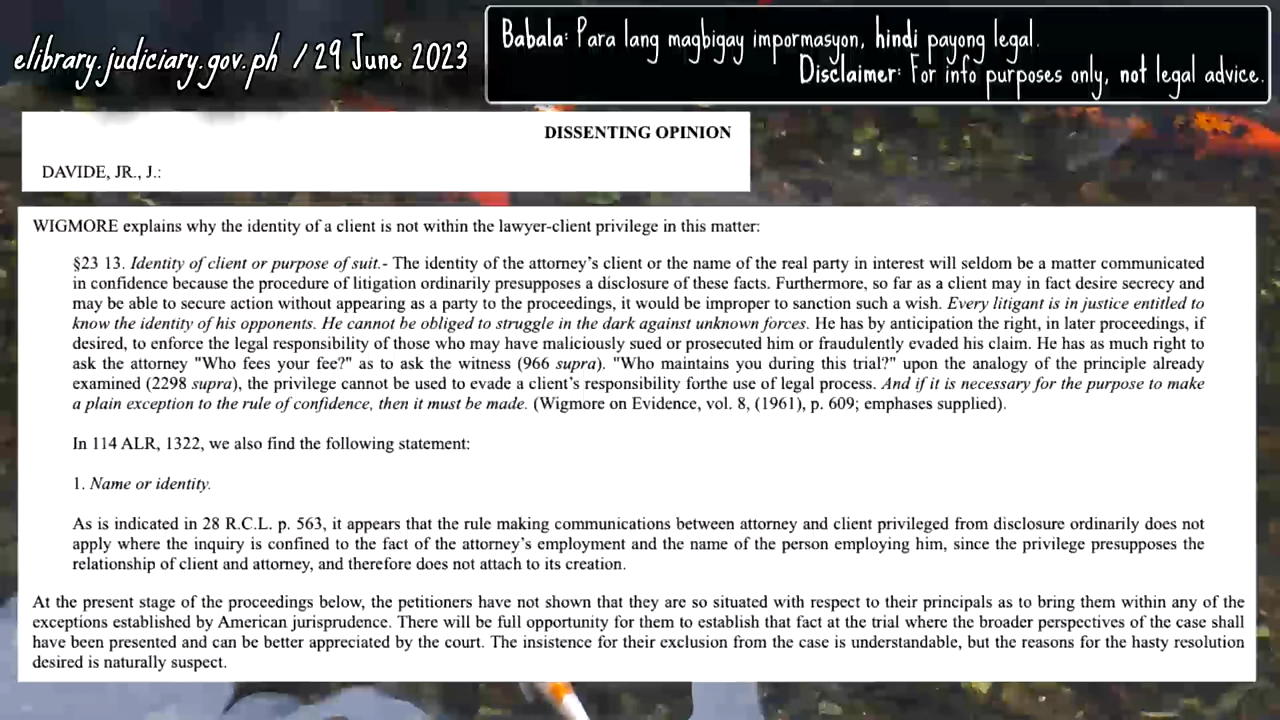 elibrary.judiciary.gov.ph / 29 June 2023
Babala: Para lang magbigay impormasyon, hindi payong legal.
Disclaimer: For info purposes only, not legal advice.
DISSENTING OPINION
DAVIDE, JR., J.:
WIGMORE explains why the identity of a client is not within the lawyer-client privilege in this matter:
§23 13. Identity of client or purpose of suit.- The identity of the attorney's client or the name of the real party in interest will seldom be a matter communicated
in confidence because the procedure of litigation ordinarily presupposes a disclosure of these facts. Furthermore, so far as a client may in fact desire secrecy and
may be able to secure action without appearing as a party to the proceedings, it would be improper to sanction such a wish. Every litigant is in justice entitled to
know the identity of his opponents. He cannot be obliged to struggle in the dark against unknown forces. He has by anticipation the right, in later proceedings, if
desired, to enforce the legal responsibility of those who may have maliciously sued or prosecuted him or fraudulently evaded his claim. He has as much right to
ask the attorney "Who fees your fee?" as to ask the witness (966 supra). "Who maintains you during this trial?" upon the analogy of the principle already
examined (2298 supra), the privilege cannot be used to evade a client's responsibility forthe use of legal process. And if it is necessary for the purpose to make
a plain exception to the rule of confidence, then it must be made. (Wigmore on Evidence, vol. 8, (1961), p. 609; emphases supplied).
In 114 ALR, 1322, we also find the following statement:
1. Name or identity.
As is indicated in 28 R.C.L. p. 563, it appears that the rule making communications between attorney and client privileged from disclosure ordinarily does not
apply where the inquiry is confined to the fact of the attorney's employment and the name of the person employing him, since the privilege presupposes the
relationship of client and attorney, and therefore does not attach to its creation.
At the present stage of the proceedings below, the petitioners have not shown that they are so situated with respect to their principals as to bring them within any of the
exceptions established by American jurisprudence. There will be full opportunity for them to establish that fact at the trial where the broader perspectives of the case shall
have been presented and can be better appreciated by the court. The insistence for their exclusion from the case is understandable, but the reasons for the hasty resolution
desired is naturally suspect.